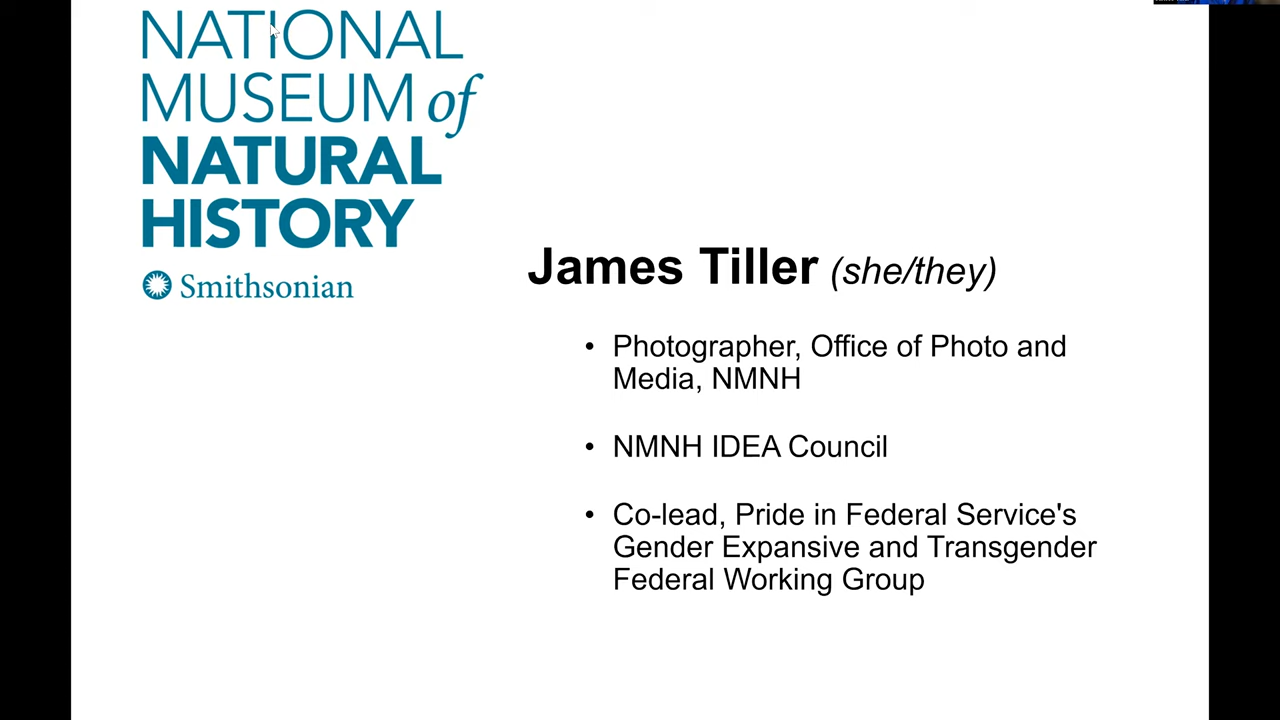 NATIONAL
MUSEUM of
NATURAL
HISTORY
Smithsonian
James Tiller (she/they)
• Photographer, Office of Photo and
Media, NMNH
• NMNH IDEA Council
• Co-lead, Pride in Federal Service's
Gender Expansive and Transgender
Federal Working Group